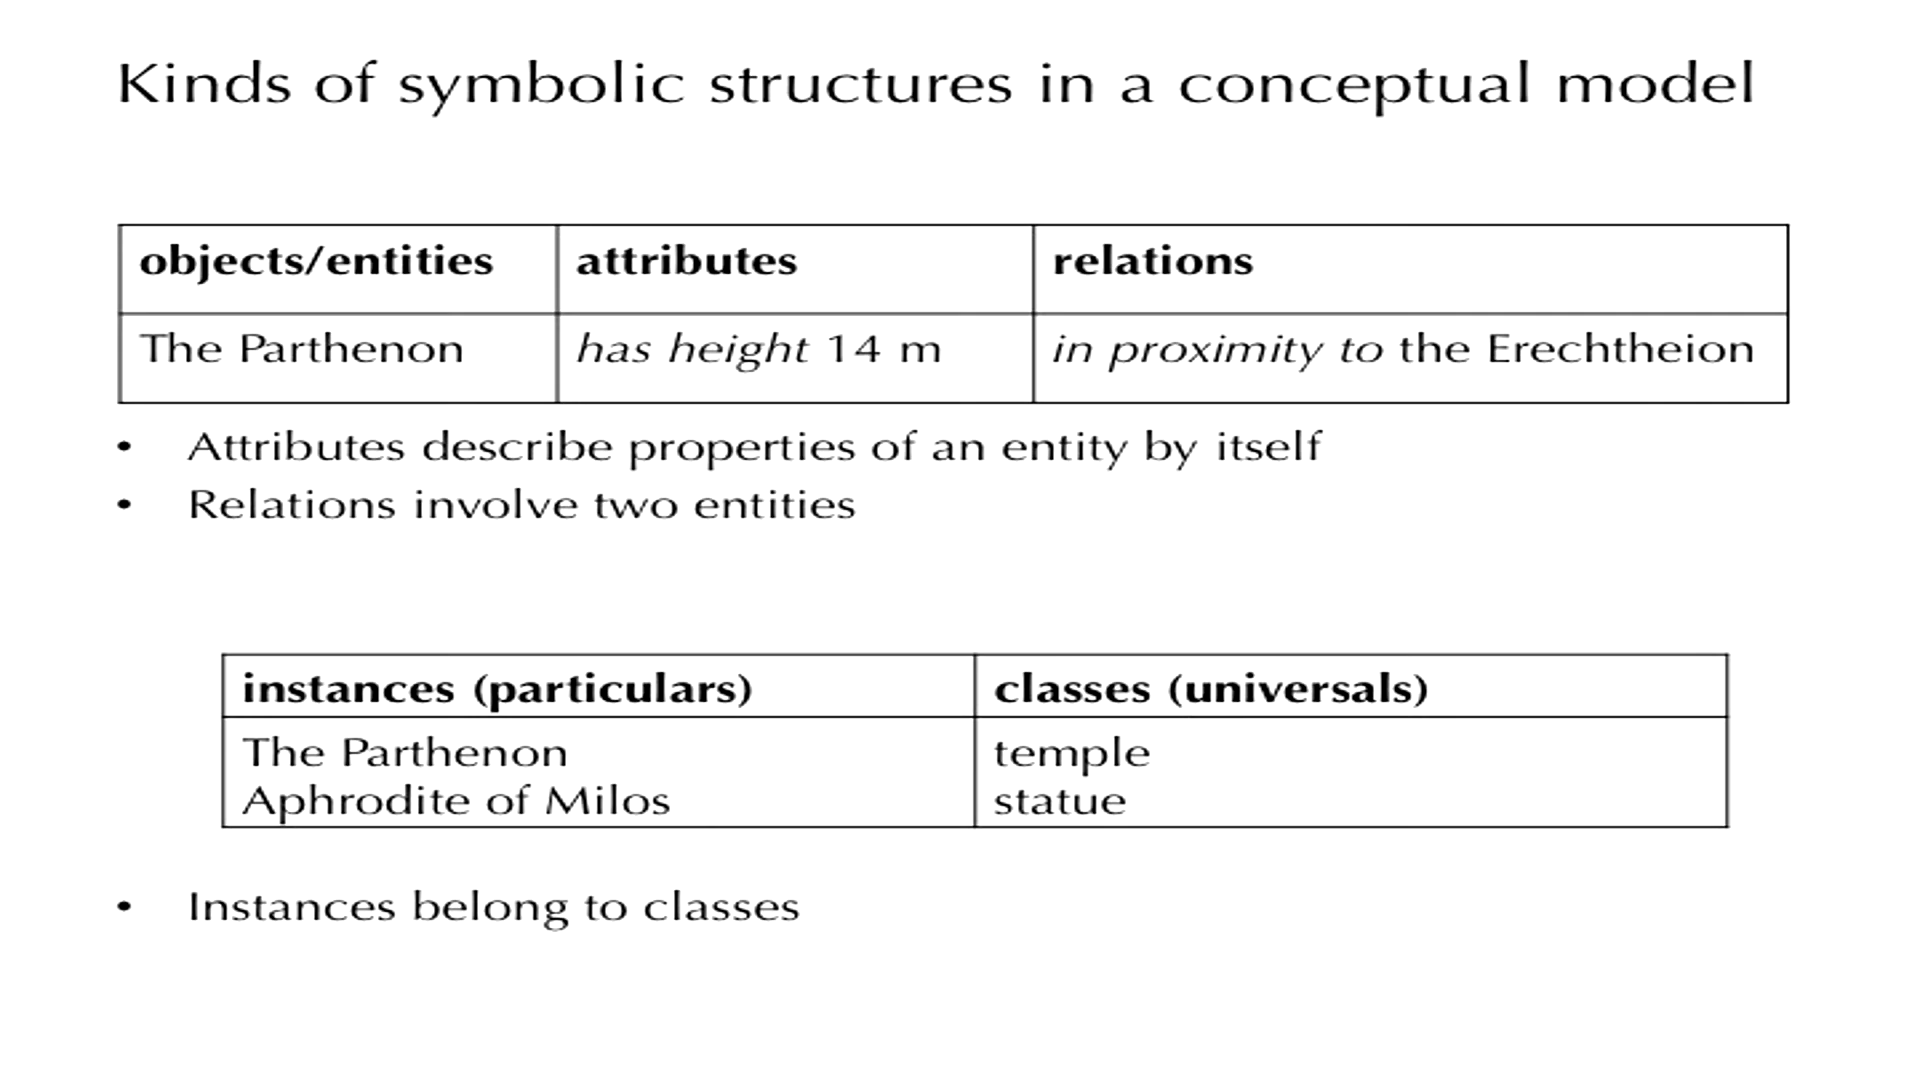 Kinds of symbolic structures in a conceptual model
objects/entities attributes relations
The Parthenon has height 14 m in proximity to the Erechtheion
• Attributes describe properties of an entity by itself
• Relations involve two entities
instances (particulars) classes (universals)
The Parthenon temple
Aphrodite of Milos statue
• Instances belong to classes